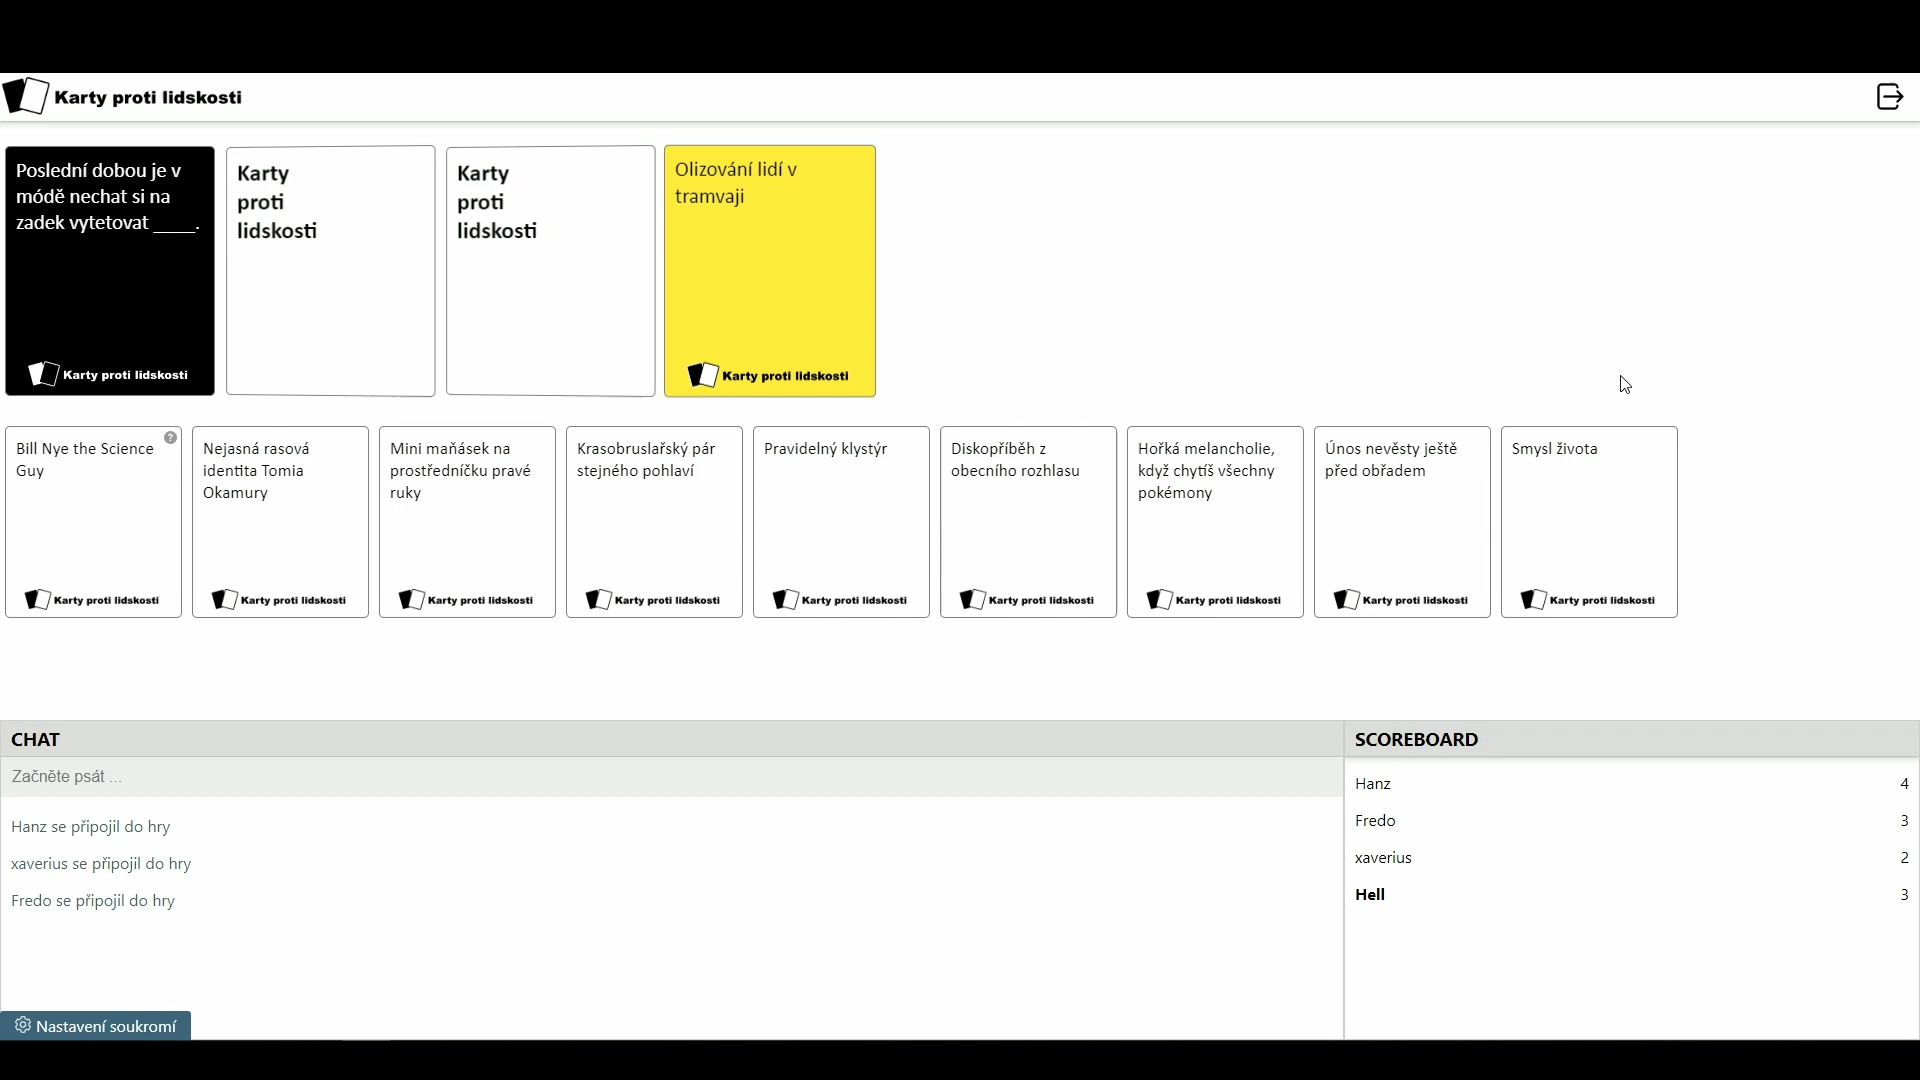 Karty proti lidskosti
Poslední dobou je v
módě nechat si na
zadek vytetovat ____.
Karty proti lidskosti
Karty
proti
lidskosti
Karty
proti
lidskosti
Olizování lidí v
tramvaji
Karty proti lidskosti
Bill Nye the Science
Guy
?
Karty proti lidskosti
Nejasná rasová
identita Tomia
Okamury
Karty proti lidskosti
Mini maňásek na
prostředníčku pravé
ruky
Karty proti lidskosti
Krasobruslařský pár
stejného pohlaví
Karty proti lidskosti
Pravidelný klystýr
Karty proti lidskosti
Diskopříběh z
obecního rozhlasu
Karty proti lidskosti
Hořká melancholie,
když chytíš všechny
pokémony
Karty proti lidskosti
Únos nevěsty ještě
před obřadem
Karty proti lidskosti
Smysl života
Karty proti lidskosti
CHAT
Začněte psát ...
Hanz se připojil do hry
xaverius se připojil do hry
Fredo se připojil do hry
Nastavení soukromí
SCOREBOARD
Hanz 4
Fredo 3
xaverius 2
Hell 3